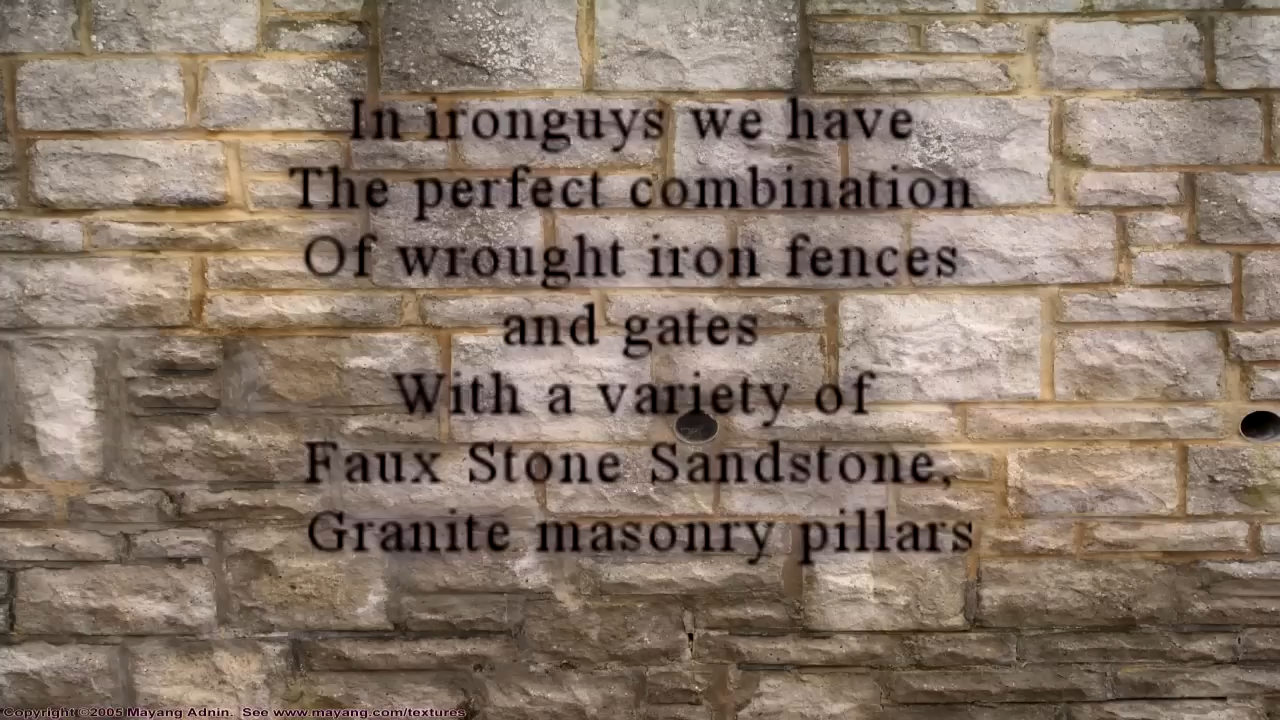 In ironguys we have
The perfect combination
Of wrought iron fences
and gates
With a variety of
Faux Stone Sandstone,
Granite masonry pillars
Copyright ©2005 Mayang Adnin. See www.mayang.com/textures